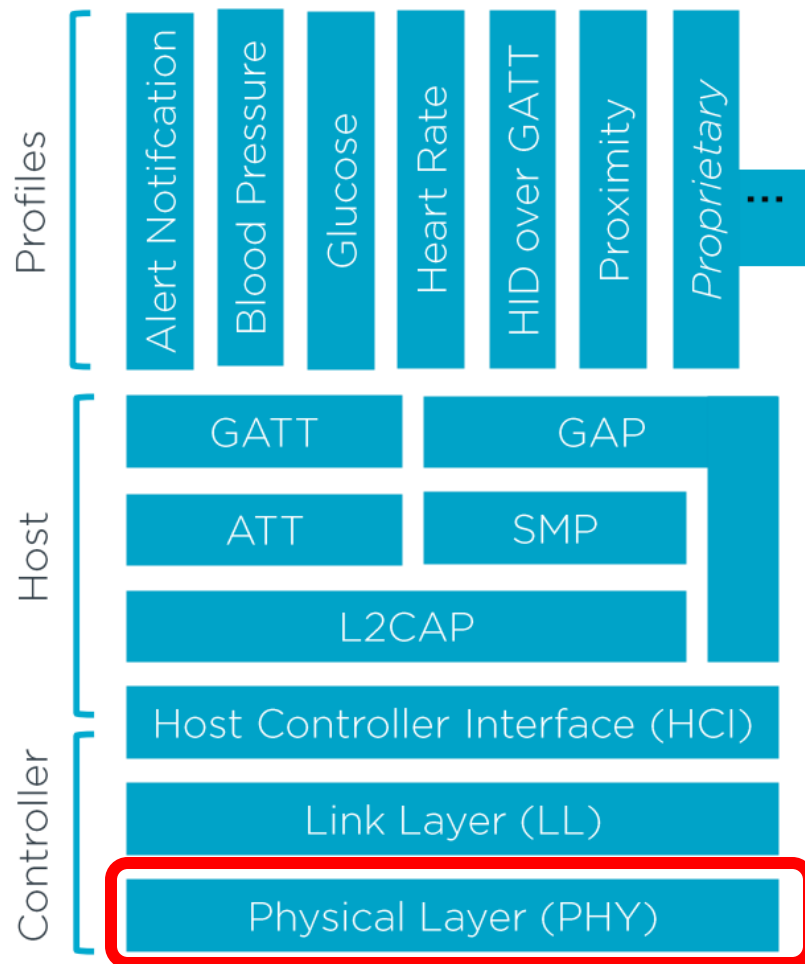 Profiles
Alert Notifcation
Blood Pressure
Glucose
Heart Rate
HID over GATT
Proximity
Proprietary
...
Host
GATT
GAP
ATT
SMP
L2CAP
Host Controller Interface (HCI)
Controller
Link Layer (LL)
Physical Layer (PHY)